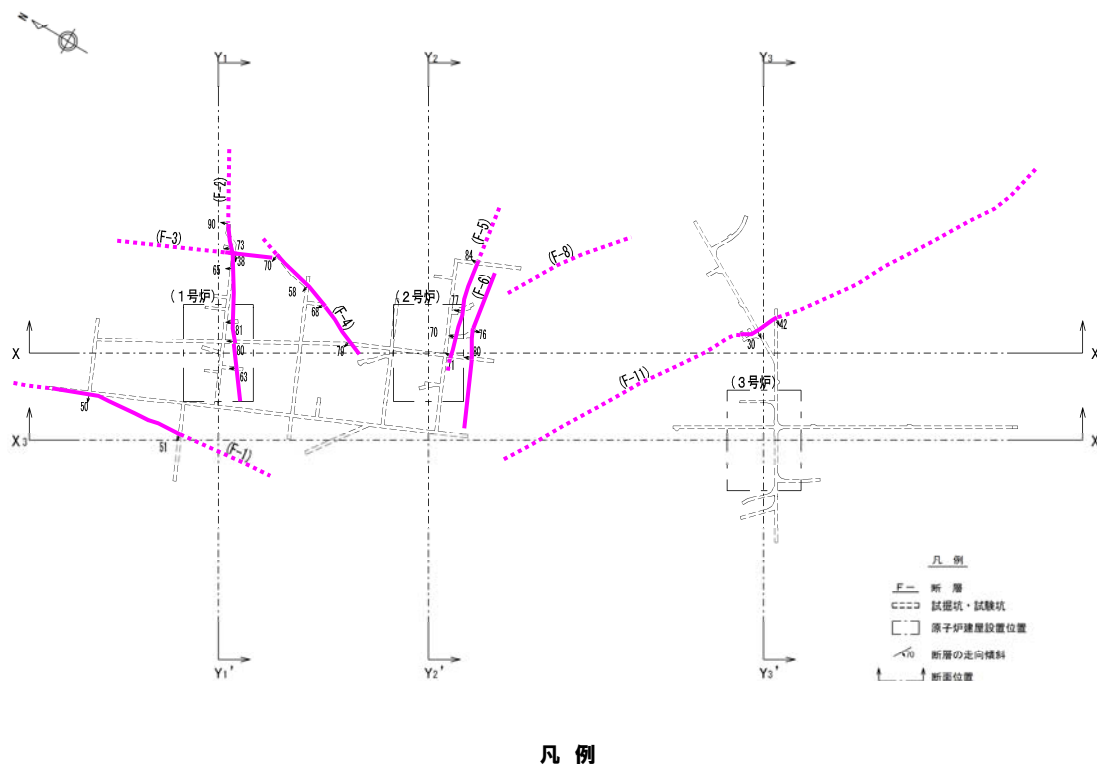 N
Y₁
Y₂
Y₃
(F-2)
90
(F-3)
73
38
65
70
(F-5)
84
(F-8)
(1号炉)
58
68
(F-4)
(2号炉)
77
(F-6)
42
81
70
76
30
80
79
71
80
X
X
63
(F-11)
(3号炉)
50
X₃
X
51
(F-1)
凡 例
F－ 断 層
試掘坑・試験坑
原子炉建屋設置位置
70 断層の走向傾斜
断面位置
Y₁'
Y₂'
Y₃'
凡 例